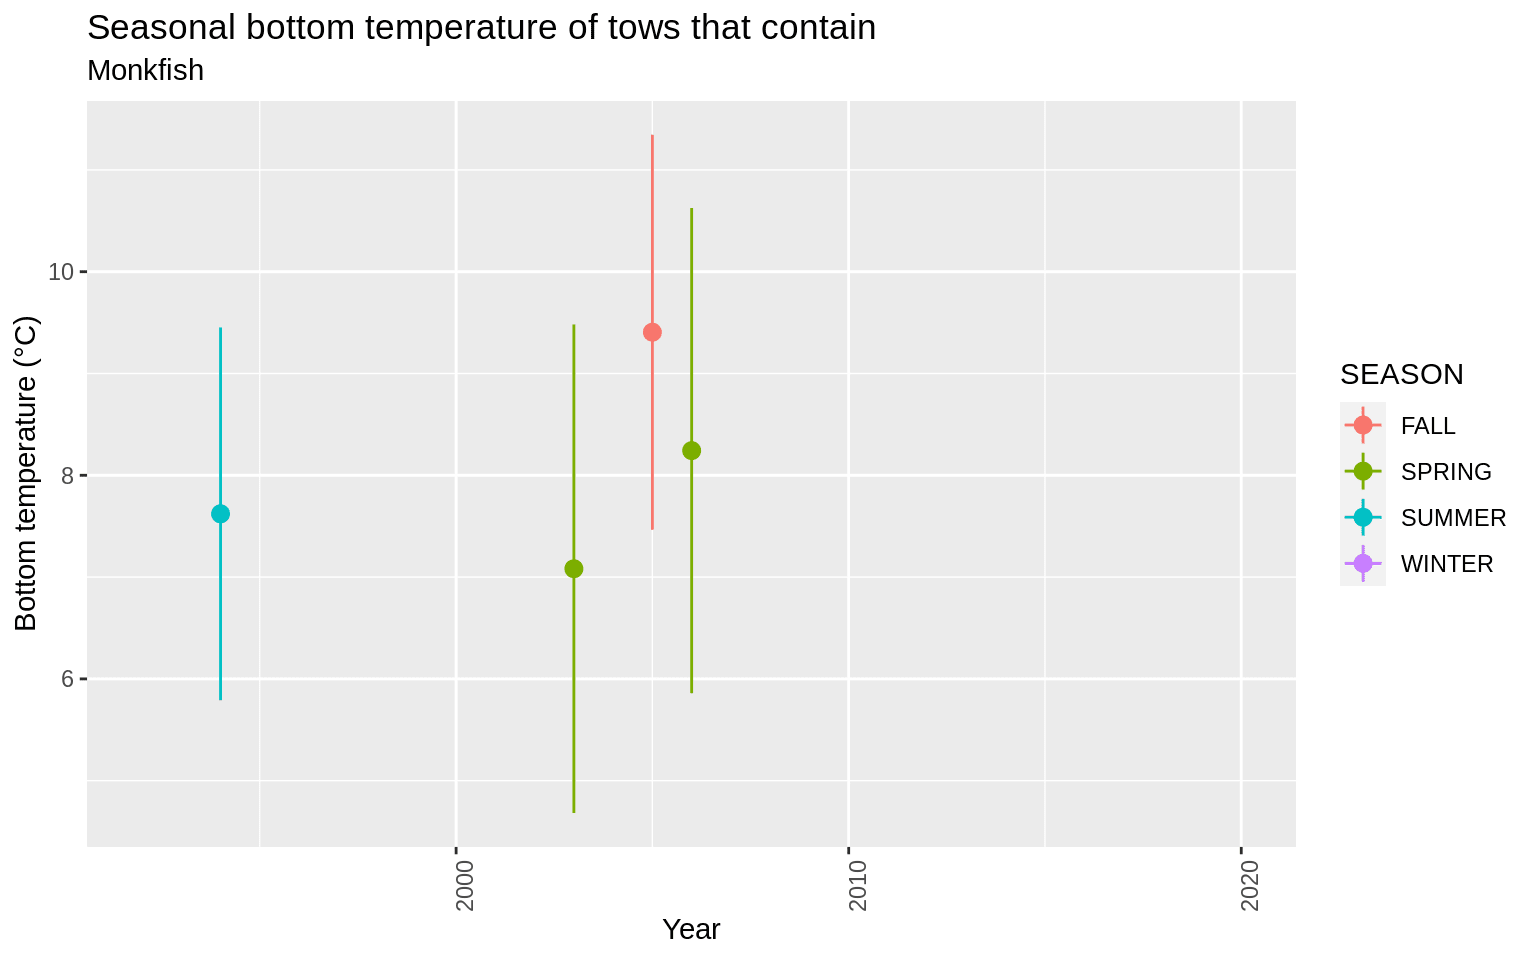 Seasonal bottom temperature of tows that contain
Monkfish
Bottom temperature (°C)
10
8
6
2000
2010
2020
Year
SEASON
FALL
SPRING
SUMMER
WINTER